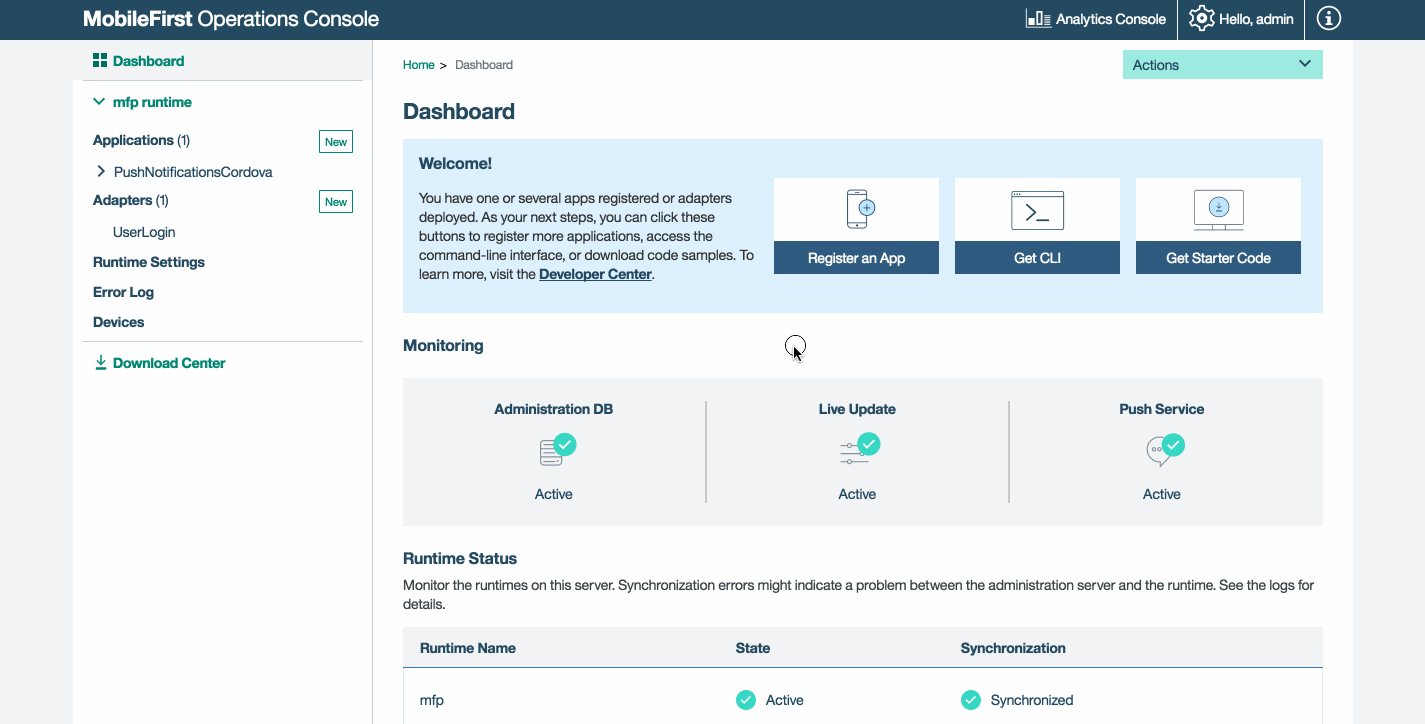 MobileFirst Operations Console
Analytics Console
Hello, admin
Dashboard
mfp runtime
Applications (1)
New
PushNotificationsCordova
Adapters (1)
New
UserLogin
Runtime Settings
Error Log
Devices
Download Center
Home > Dashboard
Actions
Dashboard
Welcome!
You have one or several apps registered or adapters
deployed. As your next steps, you can click these
buttons to register more applications, access the
command-line interface, or download code samples. To
learn more, visit the Developer Center.
Register an App
Get CLI
Get Starter Code
Monitoring
Administration DB
Active
Live Update
Active
Push Service
Active
Runtime Status
Monitor the runtimes on this server. Synchronization errors might indicate a problem between the administration server and the runtime. See the logs for
details.
Runtime Name State Synchronization
mfp Active Synchronized